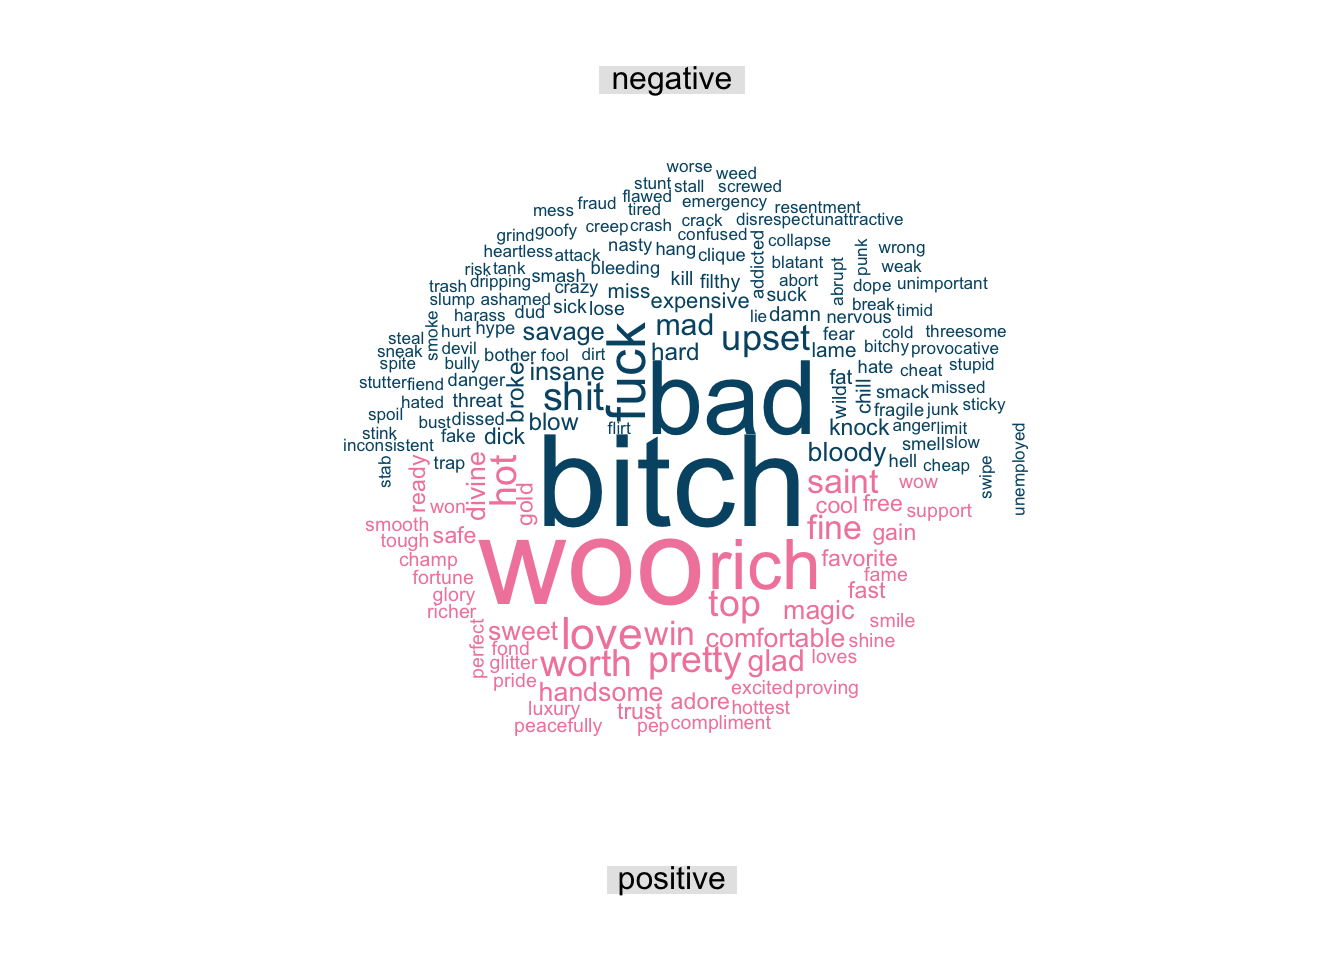 negative
worse
weed
stunt stall screwed
fraud flawed emergency
mess tired resentment
goofy creep crash crack disrespect unattractive
grind nasty hang confused collapse wrong
heartless attack clique addicted blatant punk weak
risk tank smash bleeding kill filthy abort abrupt dope unimportant
trash dripping crazy miss expensive suck break
slump ashamed dud sick lose lie damn nervous timid
harass hype savage mad upset fear cold threesome
steal smoke hurt fuck hard lame bitchy provocative
sneak devil bother fool dirt hate cheat stupid
spite bully insane bad fat
stutter fiend danger broke shit wild chill smack missed
hated threat fragile junk sticky
spoil bust dissed blow flirt knock anger limit
stink fake dick smell slow unemployed
inconsistent bitch bloody hell cheap swipe
stab trap
ready divine hot saint wow
won gold cool free support
smooth fine gain
tough safe
champ woo rich favorite
fortune fame
glory top fast
richer magic smile
perfect sweet love win comfortable shine
fond
glitter worth pretty glad loves
pride handsome excited proving
luxury trust adore hottest
peacefully pep compliment
positive